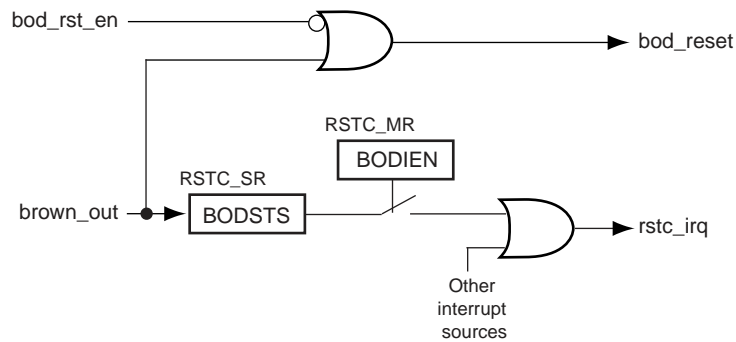 bod_rst_en
bod_reset
RSTC_MR
BODIEN
RSTC_SR
brown_out
BODSTS
rstc_irq
Other
interrupt
sources